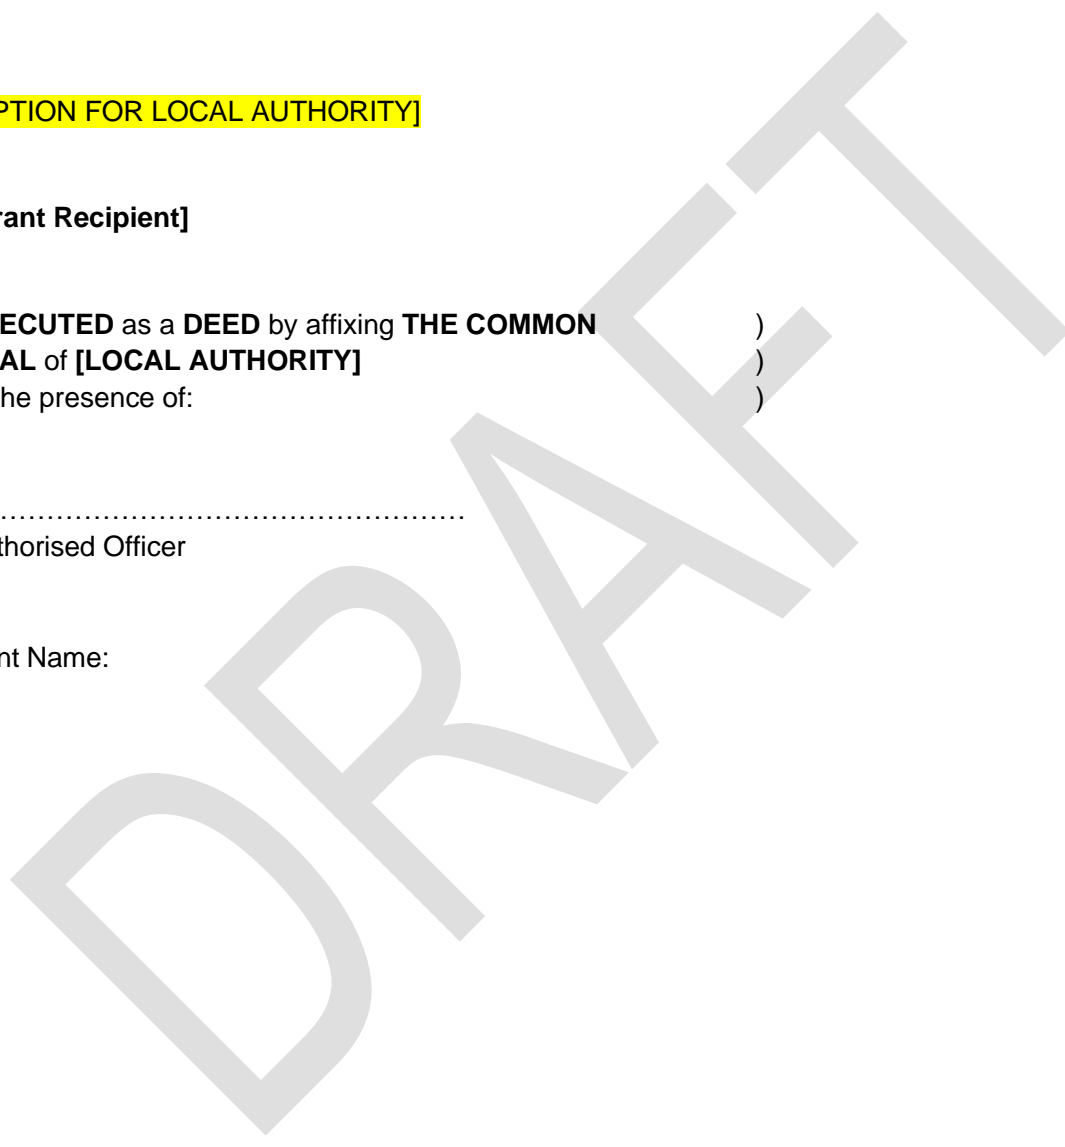 PTION FOR LOCAL AUTHORITY]
rant Recipient]
ECUTED as a DEED by affixing THE COMMON )
AL of [LOCAL AUTHORITY] )
he presence of: )
……………………………………………
thorised Officer
nt Name:
DRAFT